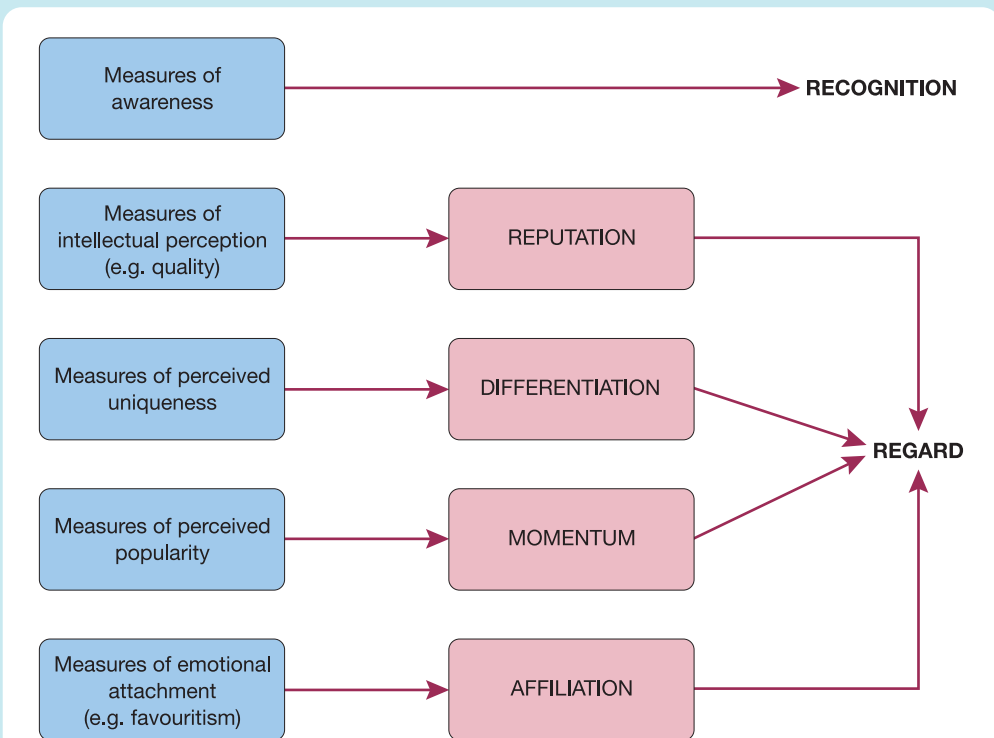 Measures of
awareness
RECOGNITION
Measures of
intellectual perception
(e.g. quality)
REPUTATION
Measures of perceived
uniqueness
DIFFERENTIATION
REGARD
Measures of perceived
popularity
MOMENTUM
Measures of emotional
attachment
(e.g. favouritism)
AFFILIATION